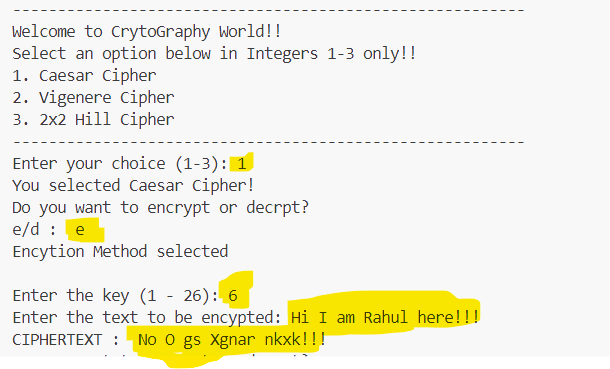 ------------------------------------------------------
Welcome to CrytoGraphy World!!
Select an option below in Integers 1-3 only!!
1. Caesar Cipher
2. Vigenere Cipher
3. 2x2 Hill Cipher
------------------------------------------------------
Enter your choice (1-3): 1
You selected Caesar Cipher!
Do you want to encrypt or decrpt?
e/d : e
Encytion Method selected
Enter the key (1 - 26): 6
Enter the text to be encypted: Hi I am Rahul here!!!
CIPHERTEXT : No O gs Xgnar nkxk!!!